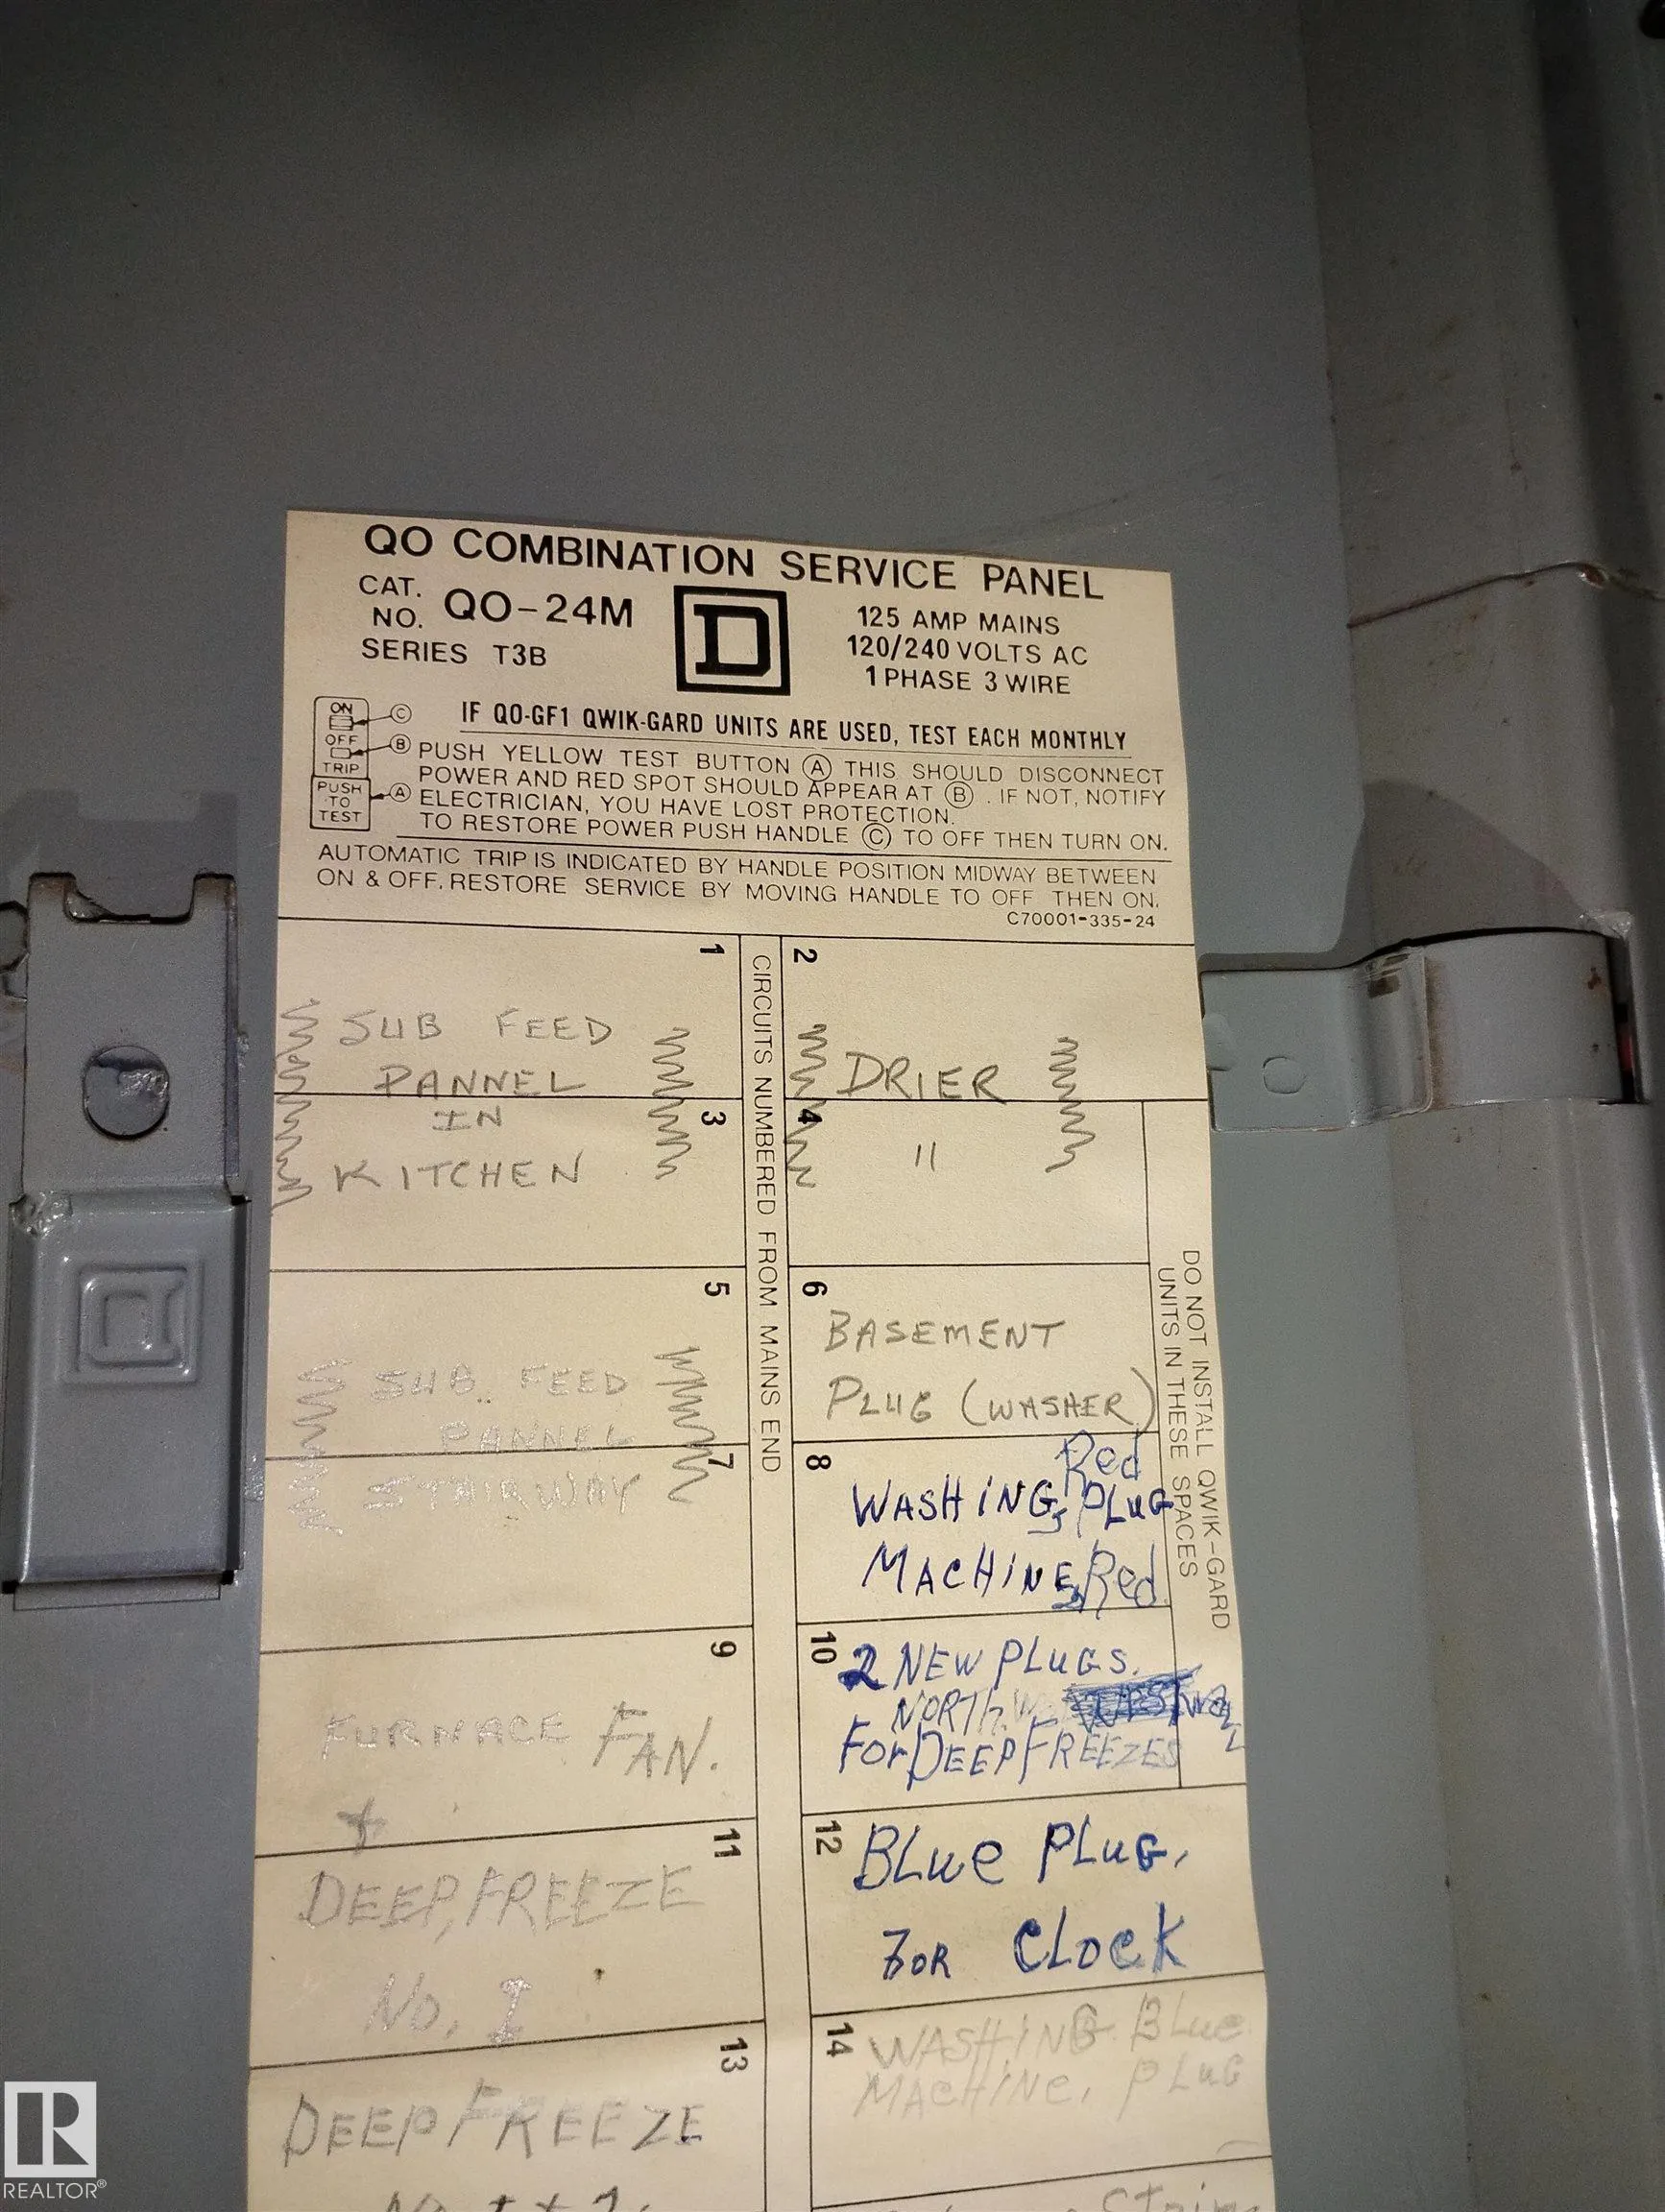 QO COMBINATION SERVICE PANEL
CAT. NO. QO-24M
SERIES T3B
D
125 AMP MAINS
120/240 VOLTS AC
1 PHASE 3 WIRE
ON
OFF
TRIP
PUSH
TO
TEST
C
B
A
IF QO-GF1 QWIK-GARD UNITS ARE USED, TEST EACH MONTHLY
PUSH YELLOW TEST BUTTON A THIS SHOULD DISCONNECT
POWER AND RED SPOT SHOULD APPEAR AT B. IF NOT, NOTIFY
ELECTRICIAN, YOU HAVE LOST PROTECTION.
TO RESTORE POWER PUSH HANDLE C TO OFF THEN TURN ON.
AUTOMATIC TRIP IS INDICATED BY HANDLE POSITION MIDWAY BETWEEN
ON & OFF. RESTORE SERVICE BY MOVING HANDLE TO OFF THEN ON.
C70001-335-24
CIRCUITS NUMBERED FROM MAINS END
1
SUB FEED
PANNEL
3
IN
KITCHEN
2
DRIER
4
"
5
SUB. FEED
PANNEL
7
STAIRWAY
6
BASEMENT
PLUG (WASHER)
8
Red
WASHING, PLUG
MACHINE, Red
DO NOT INSTALL QWIK-GARD
UNITS IN THESE SPACES
9
FURNACE FAN.
+
10
2 NEW PLUGS.
NORTH
FOr DEEPFREEZES
11
DEEP, FREEZE
No. 1
12
BLue PLuG,
FOR CLOCK
13
DEEPFREEZE
14
WASHING. BLue
MACHINe, PLuG
REALTOR®